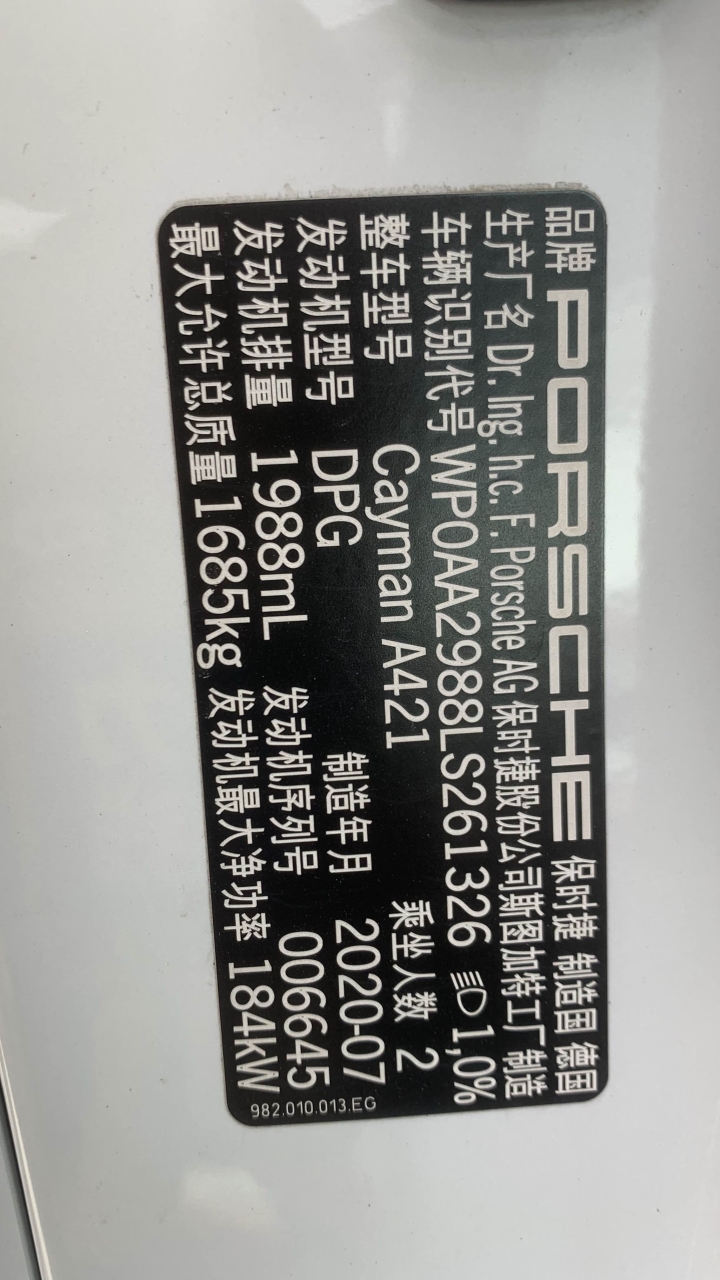 品牌 PORSCHE 保时捷 制造国 德国
生产厂名 Dr. Ing. h.c. F. Porsche AG 保时捷股份公司斯图加特工厂制造
车辆识别代号 WP0AA2988LS261326 1,0%
整车型号 Cayman A421 乘坐人数 2
发动机型号 DPG 制造年月 2020-07
发动机排量 1988mL 发动机序列号 006645
最大允许总质量 1685kg 发动机最大净功率 184kW
982.010.013.EG